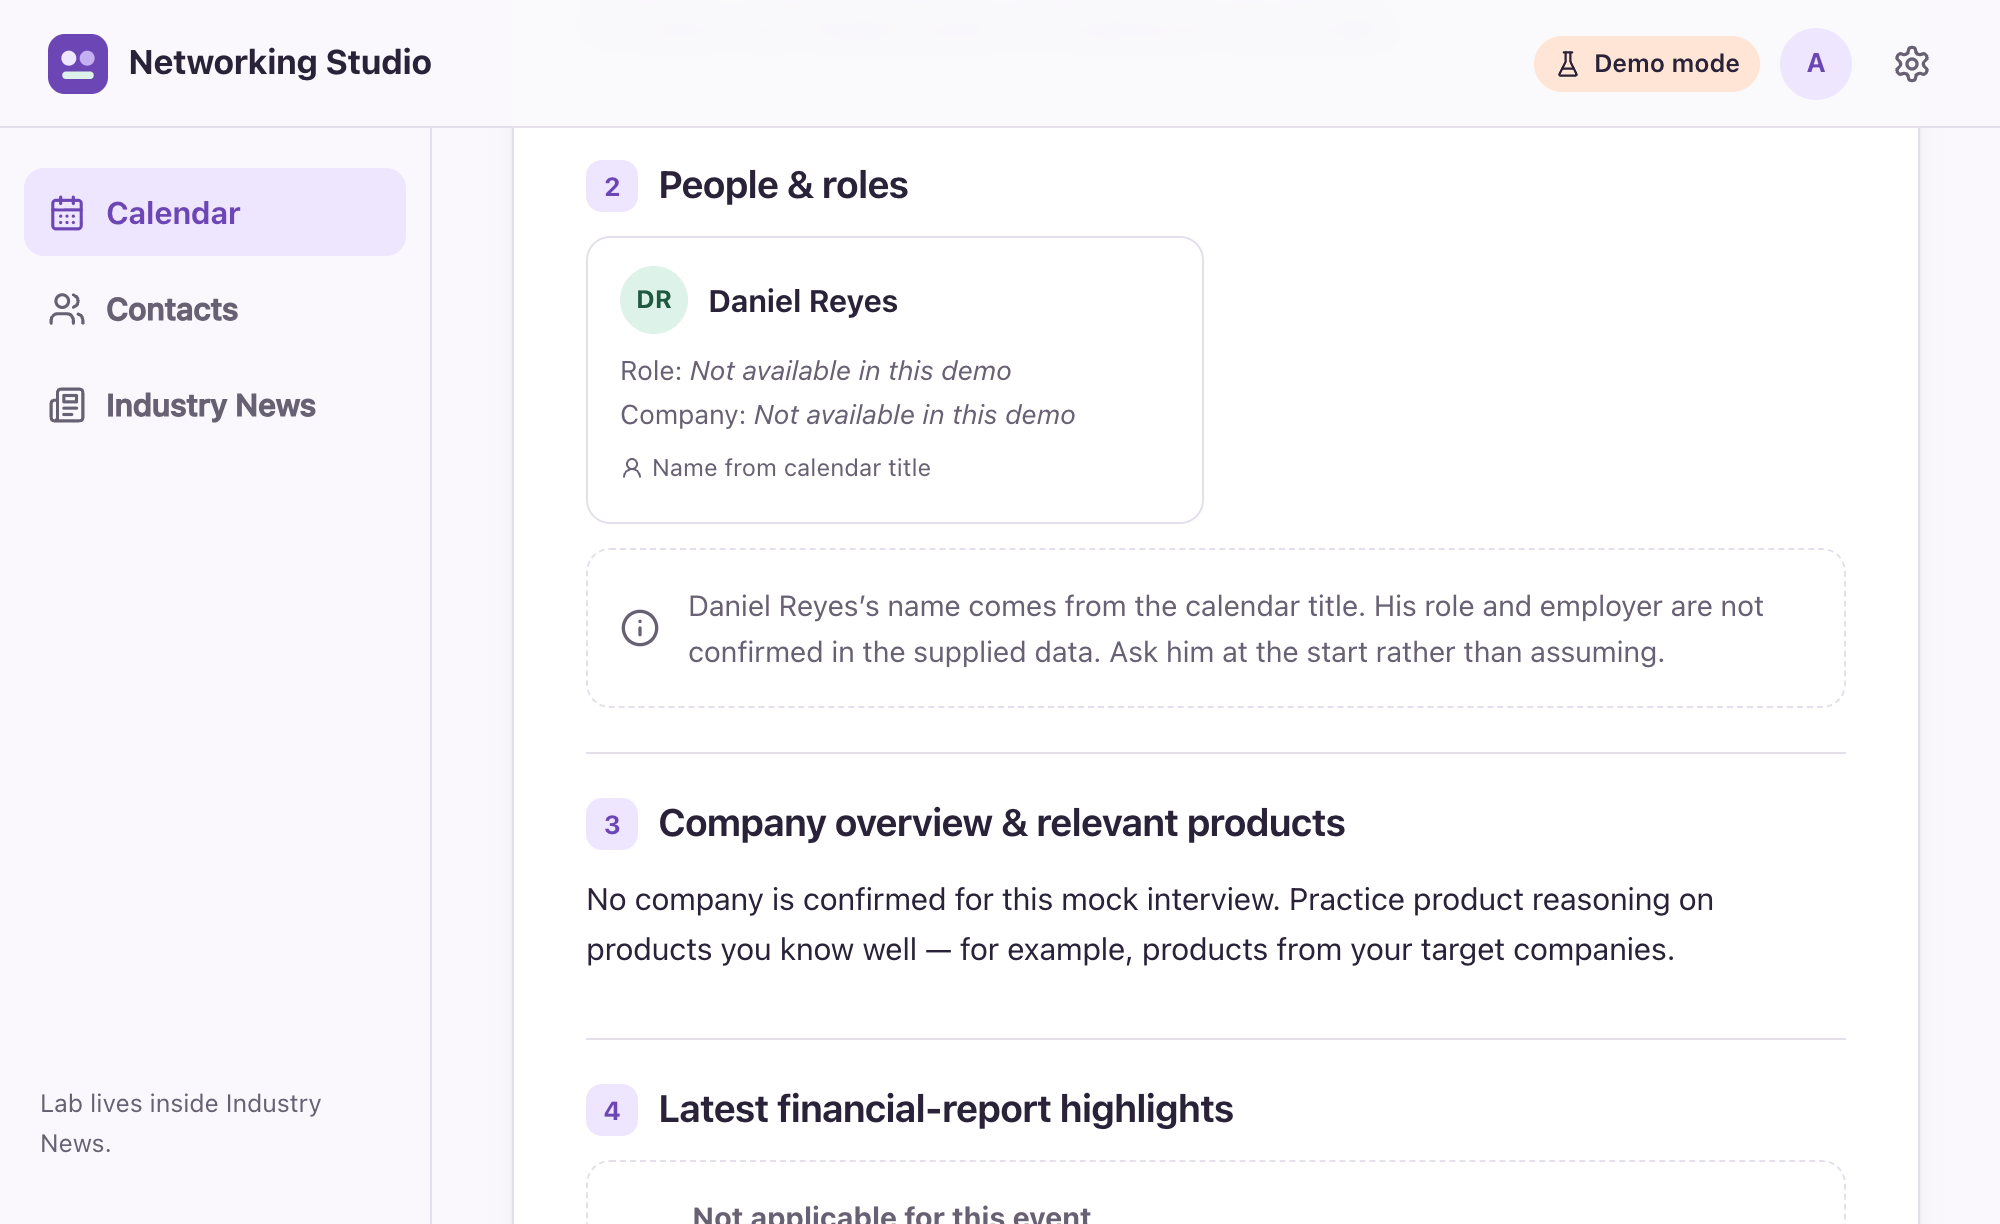 Networking Studio
Demo mode
A
Calendar
Contacts
Industry News
Lab lives inside Industry
News.
2 People & roles
DR Daniel Reyes
Role: Not available in this demo
Company: Not available in this demo
Name from calendar title
Daniel Reyes’s name comes from the calendar title. His role and employer are not
confirmed in the supplied data. Ask him at the start rather than assuming.
3 Company overview & relevant products
No company is confirmed for this mock interview. Practice product reasoning on
products you know well — for example, products from your target companies.
4 Latest financial-report highlights
Not applicable for this event